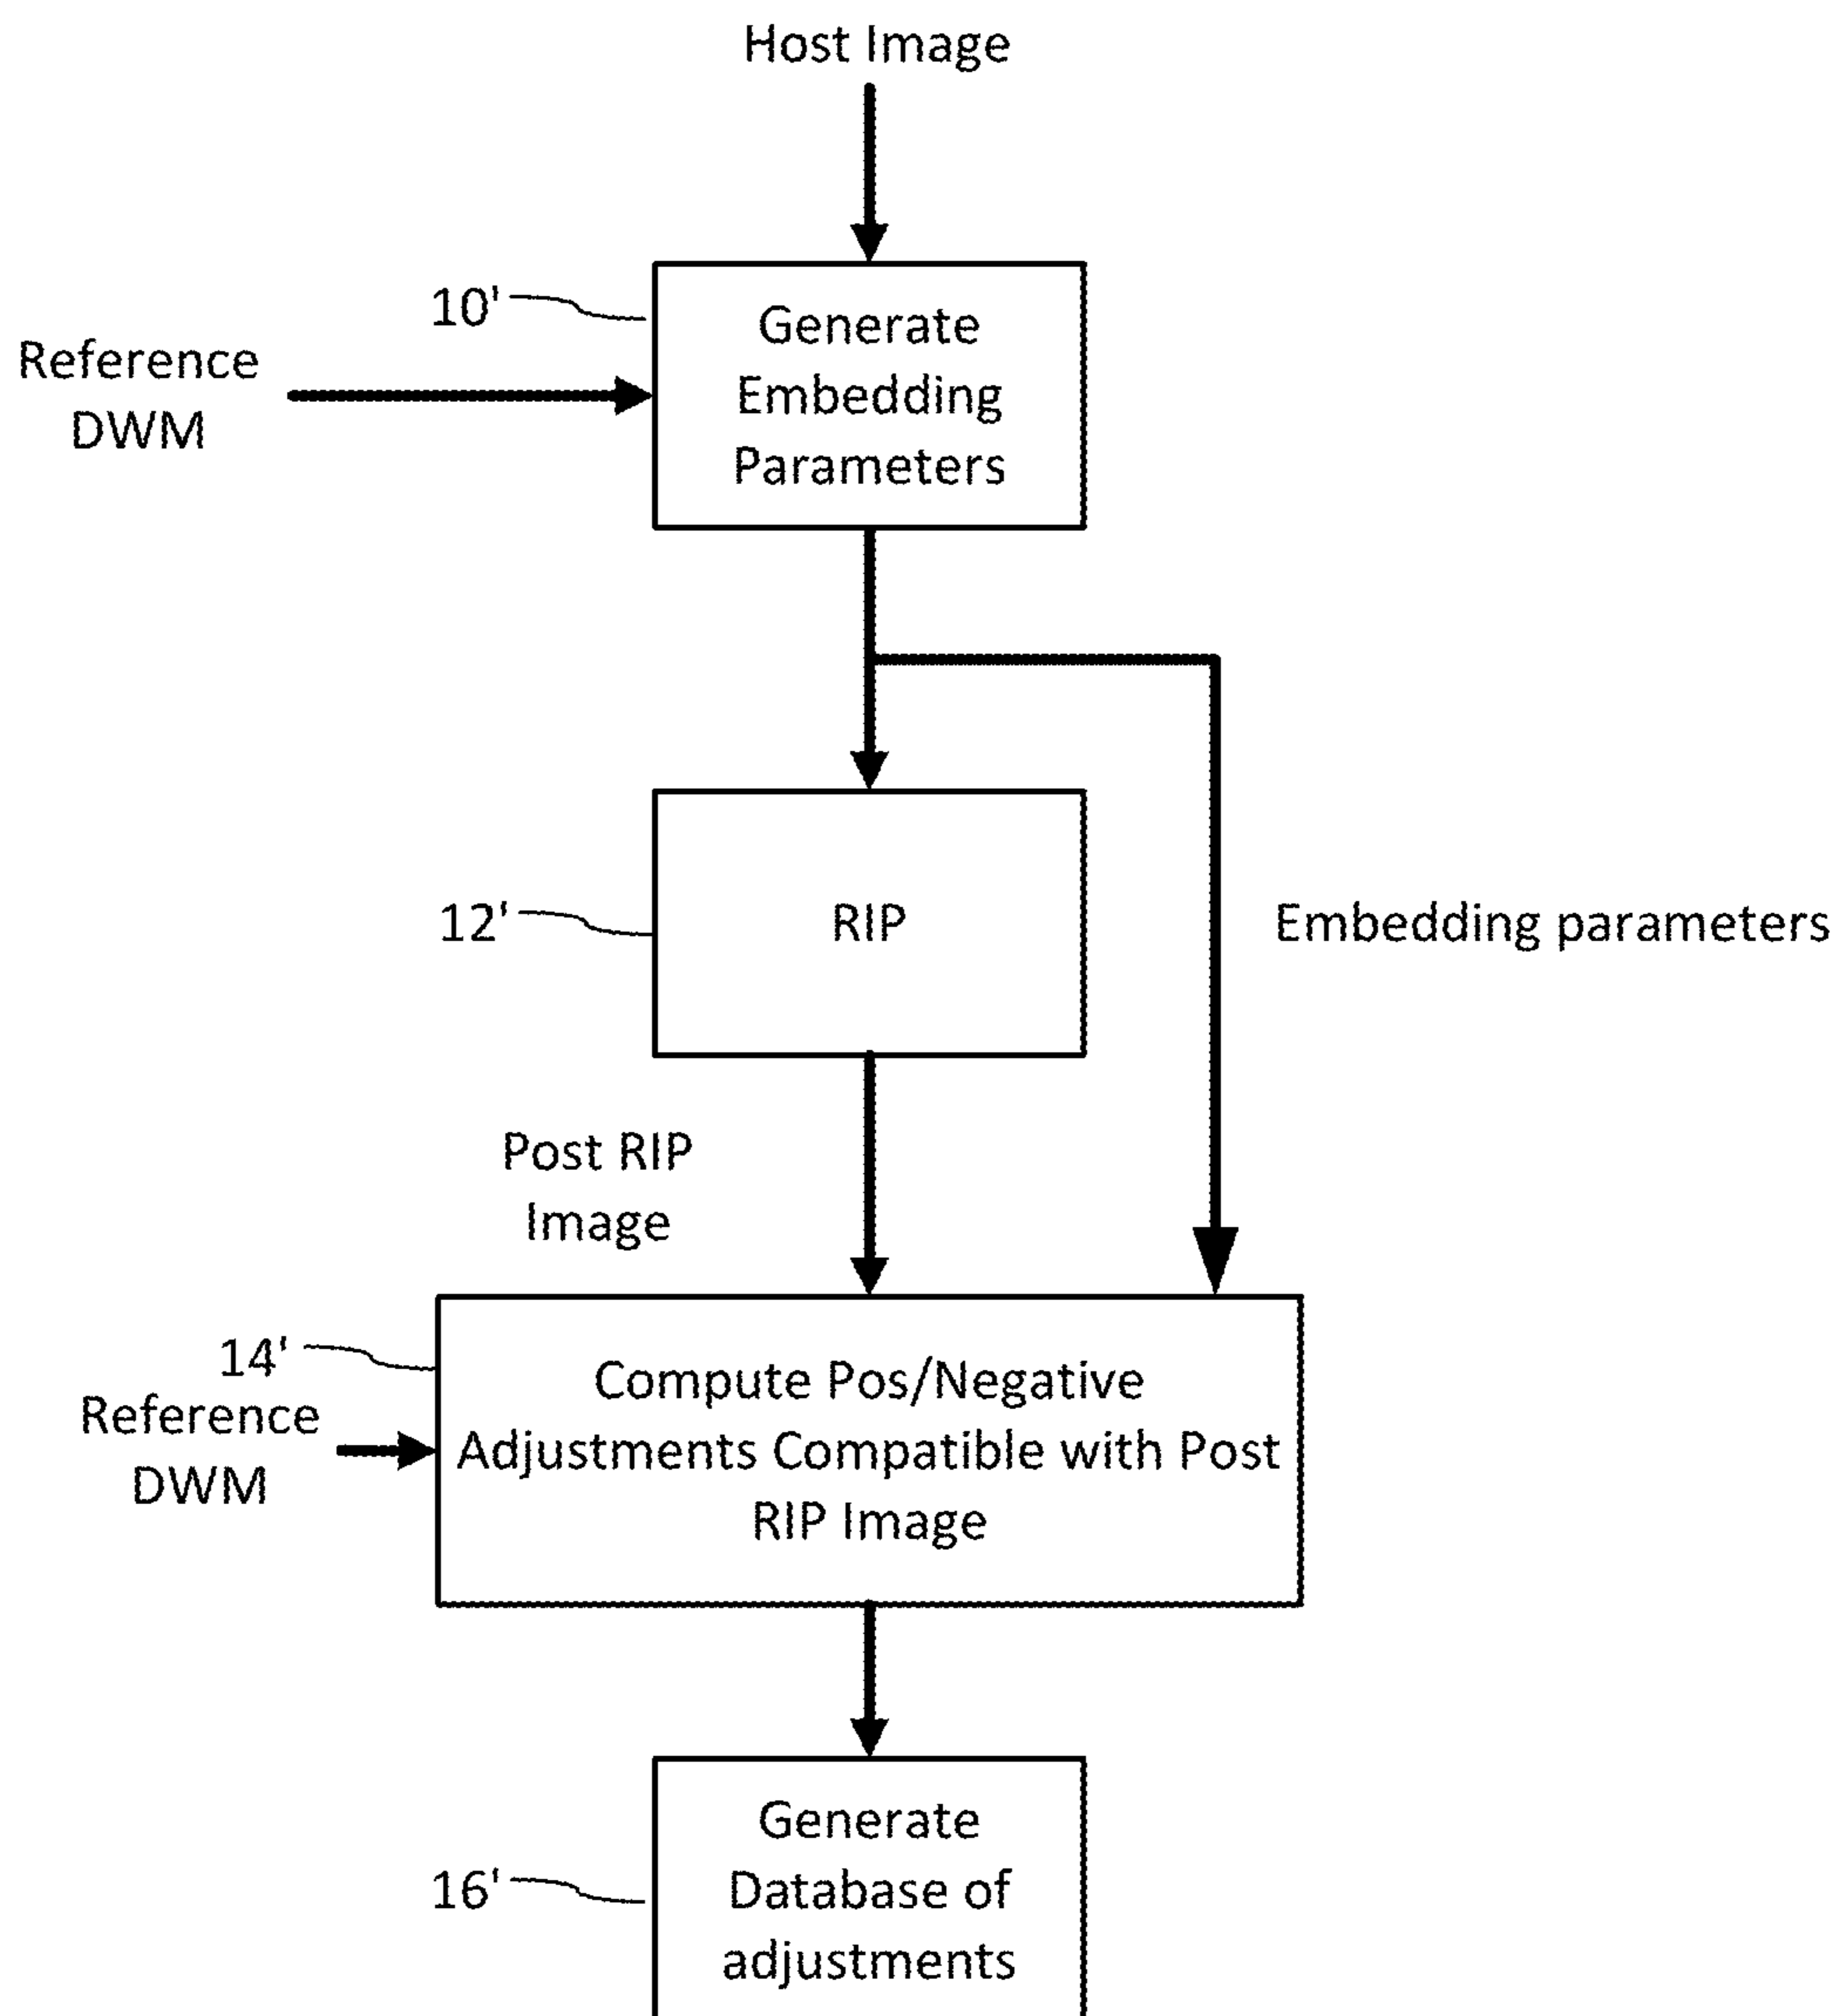 Host Image
10'
Reference
DWM
Generate
Embedding
Parameters
12'
RIP
Embedding parameters
Post RIP
Image
14'
Reference
DWM
Compute Pos/Negative
Adjustments Compatible with Post
RIP Image
16'
Generate
Database of
adjustments